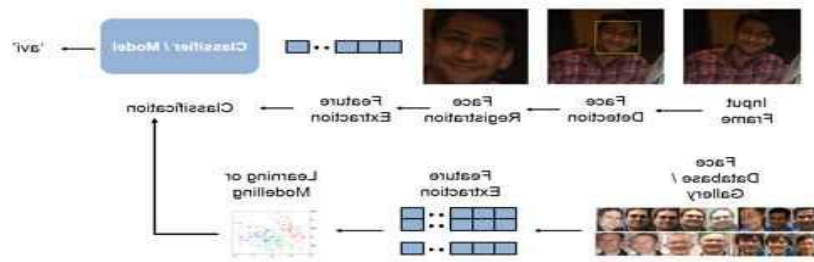 Classifier / Model
'avi'
Input
Frame
Face
Detection
Face
Registration
Feature
Extraction
Classification
Face
Database /
Gallery
Feature
Extraction
Learning or
Modelling